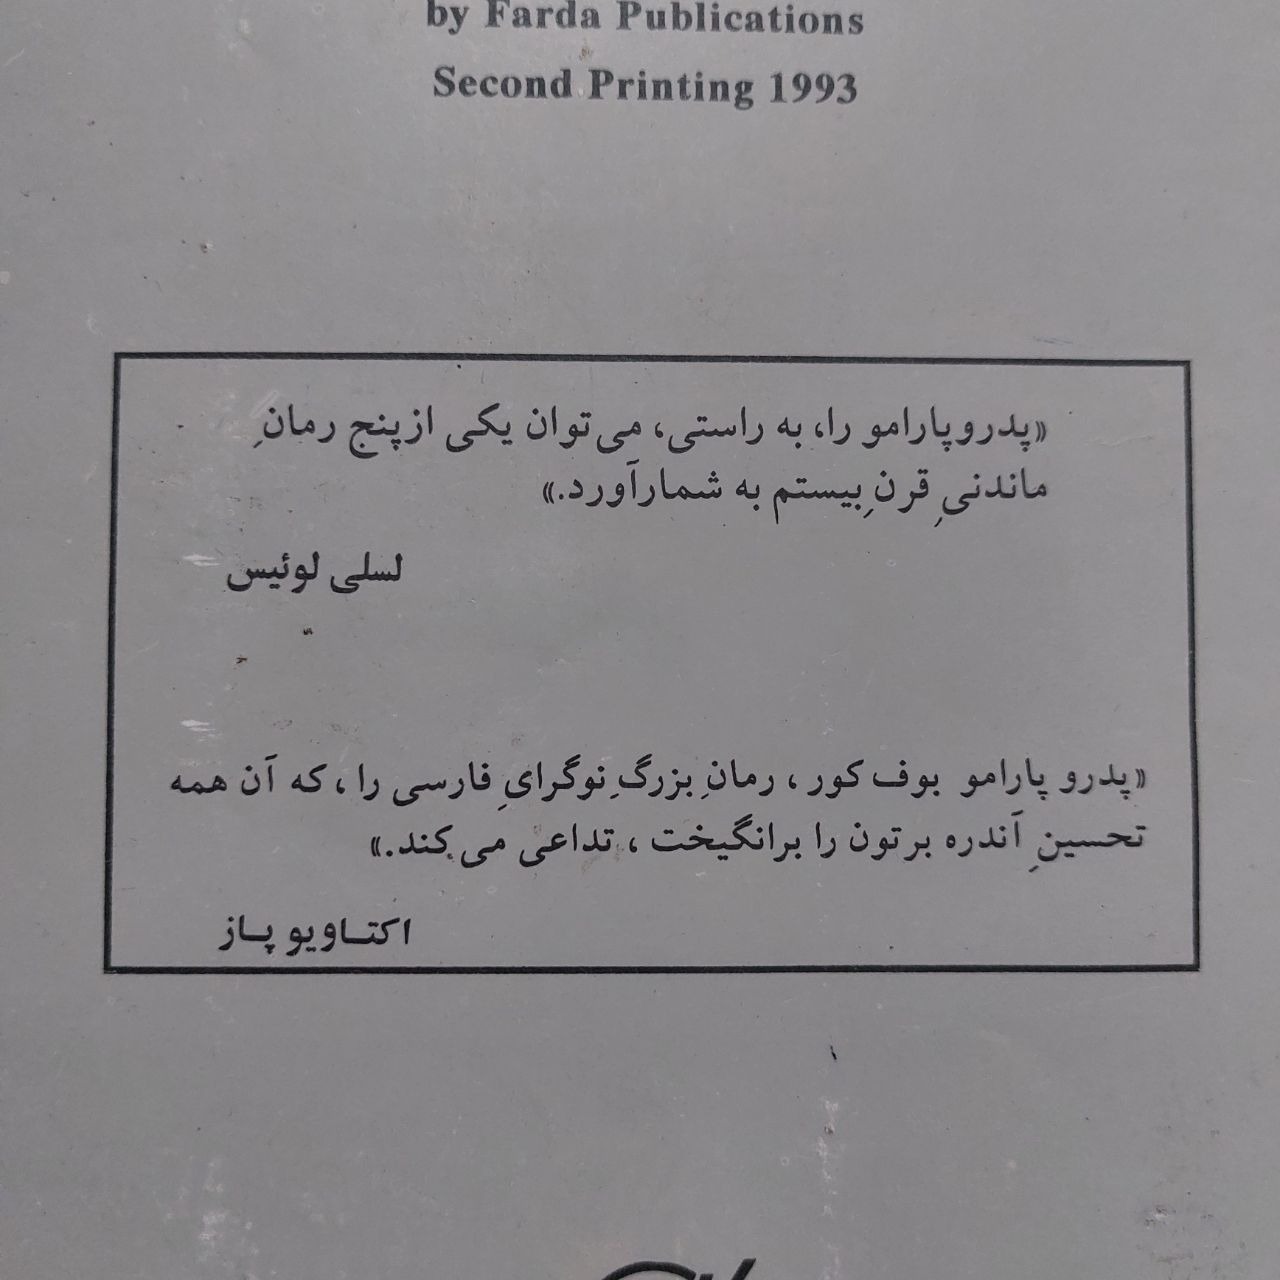 by Farda Publications
Second Printing 1993
«پدروپارامو را، به راستی، می‌توان یکی ازپنج رمانِ
ماندنیِ قرنِ بیستم به شمارآورد.»
لسلی لوئیس
«پدرو پارامو بوف کور، رمانِ بزرگِ نوگرایِ فارسی را، که آن همه
تحسینِ آندره برتون را برانگیخت، تداعی می‌کند.»
اکتاویو پاز